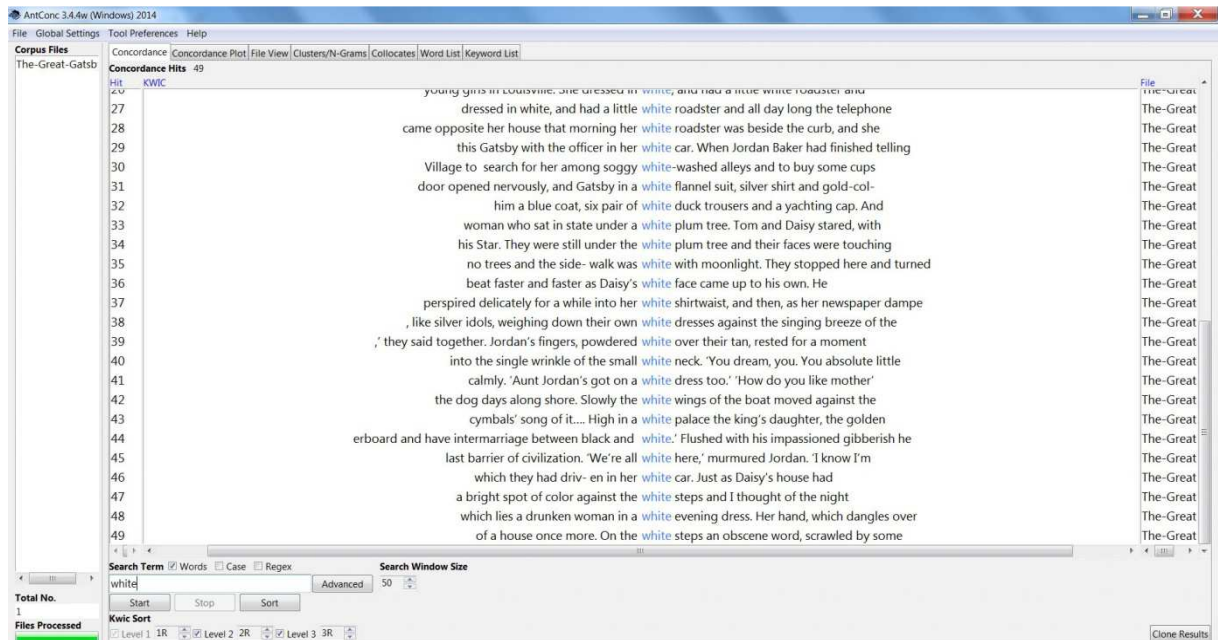 AntConc 3.4.4w (Windows) 2014
File Global Settings Tool Preferences Help
Corpus Files
The-Great-Gatsb
Concordance Concordance Plot File View Clusters/N-Grams Collocates Word List Keyword List
Concordance Hits 49
Hit KWIC File
26 young girls in Louisville. She dressed in white, and had a little white roadster and The-Great
27 dressed in white, and had a little white roadster and all day long the telephone The-Great
28 came opposite her house that morning her white roadster was beside the curb, and she The-Great
29 this Gatsby with the officer in her white car. When Jordan Baker had finished telling The-Great
30 Village to search for her among soggy white-washed alleys and to buy some cups The-Great
31 door opened nervously, and Gatsby in a white flannel suit, silver shirt and gold-col- The-Great
32 him a blue coat, six pair of white duck trousers and a yachting cap. And The-Great
33 woman who sat in state under a white plum tree. Tom and Daisy stared, with The-Great
34 his Star. They were still under the white plum tree and their faces were touching The-Great
35 no trees and the side- walk was white with moonlight. They stopped here and turned The-Great
36 beat faster and faster as Daisy's white face came up to his own. He The-Great
37 perspired delicately for a while into her white shirtwaist, and then, as her newspaper dampe The-Great
38 , like silver idols, weighing down their own white dresses against the singing breeze of the The-Great
39 ,' they said together. Jordan's fingers, powdered white over their tan, rested for a moment The-Great
40 into the single wrinkle of the small white neck. 'You dream, you. You absolute little The-Great
41 calmly. 'Aunt Jordan's got on a white dress too.' 'How do you like mother' The-Great
42 the dog days along shore. Slowly the white wings of the boat moved against the The-Great
43 cymbals' song of it.... High in a white palace the king's daughter, the golden The-Great
44 erboard and have intermarriage between black and white.' Flushed with his impassioned gibberish he The-Great
45 last barrier of civilization. 'We're all white here,' murmured Jordan. 'I know I'm The-Great
46 which they had driv- en in her white car. Just as Daisy's house had The-Great
47 a bright spot of color against the white steps and I thought of the night The-Great
48 which lies a drunken woman in a white evening dress. Her hand, which dangles over The-Great
49 of a house once more. On the white steps an obscene word, scrawled by some The-Great
Search Term Words Case Regex Search Window Size
white Advanced 50
Total No.
1
Start Stop Sort
Files Processed
Kwic Sort
Level 1 1R Level 2 2R Level 3 3R Clone Results